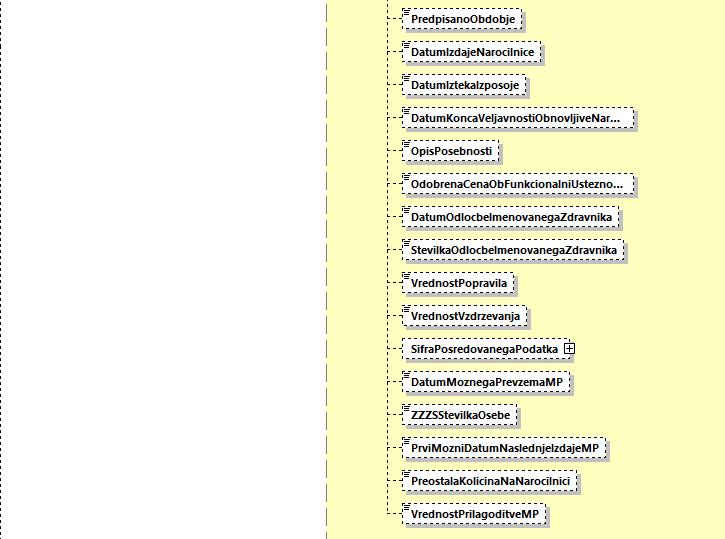 PredpisanoObdobje
DatumIzdajeNarocilnice
DatumIztekaIzposoje
DatumKoncaVeljavnostiObnovljiveNar...
OpisPosebnosti
OdobrenaCenaObFunkcionalniUstezno...
DatumOdlocbeImenovanegaZdravnika
StevilkaOdlocbeImenovanegaZdravnika
VrednostPopravila
VrednostVzdrzevanja
SifraPosredovanegaPodatka
DatumMoznegaPrevzemaMP
ZZZSStevilkaOsebe
PrviMozniDatumNaslednjeIzdajeMP
PreostalaKolicinaNaNarocilnici
VrednostPrilagoditveMP